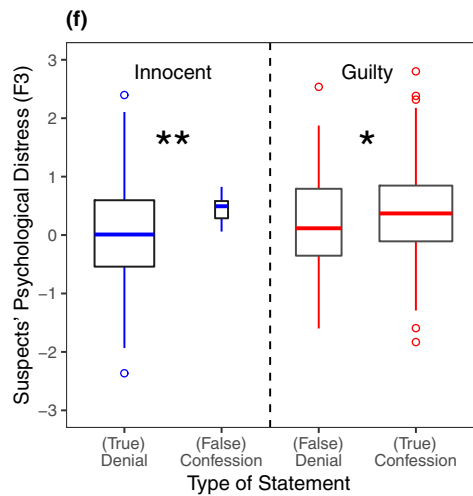 (f)
Suspects' Psychological Distress (F3)
3
2
1
0
−1
−2
−3
Innocent
Guilty
**
*
(True)
Denial
(False)
Confession
(False)
Denial
(True)
Confession
Type of Statement